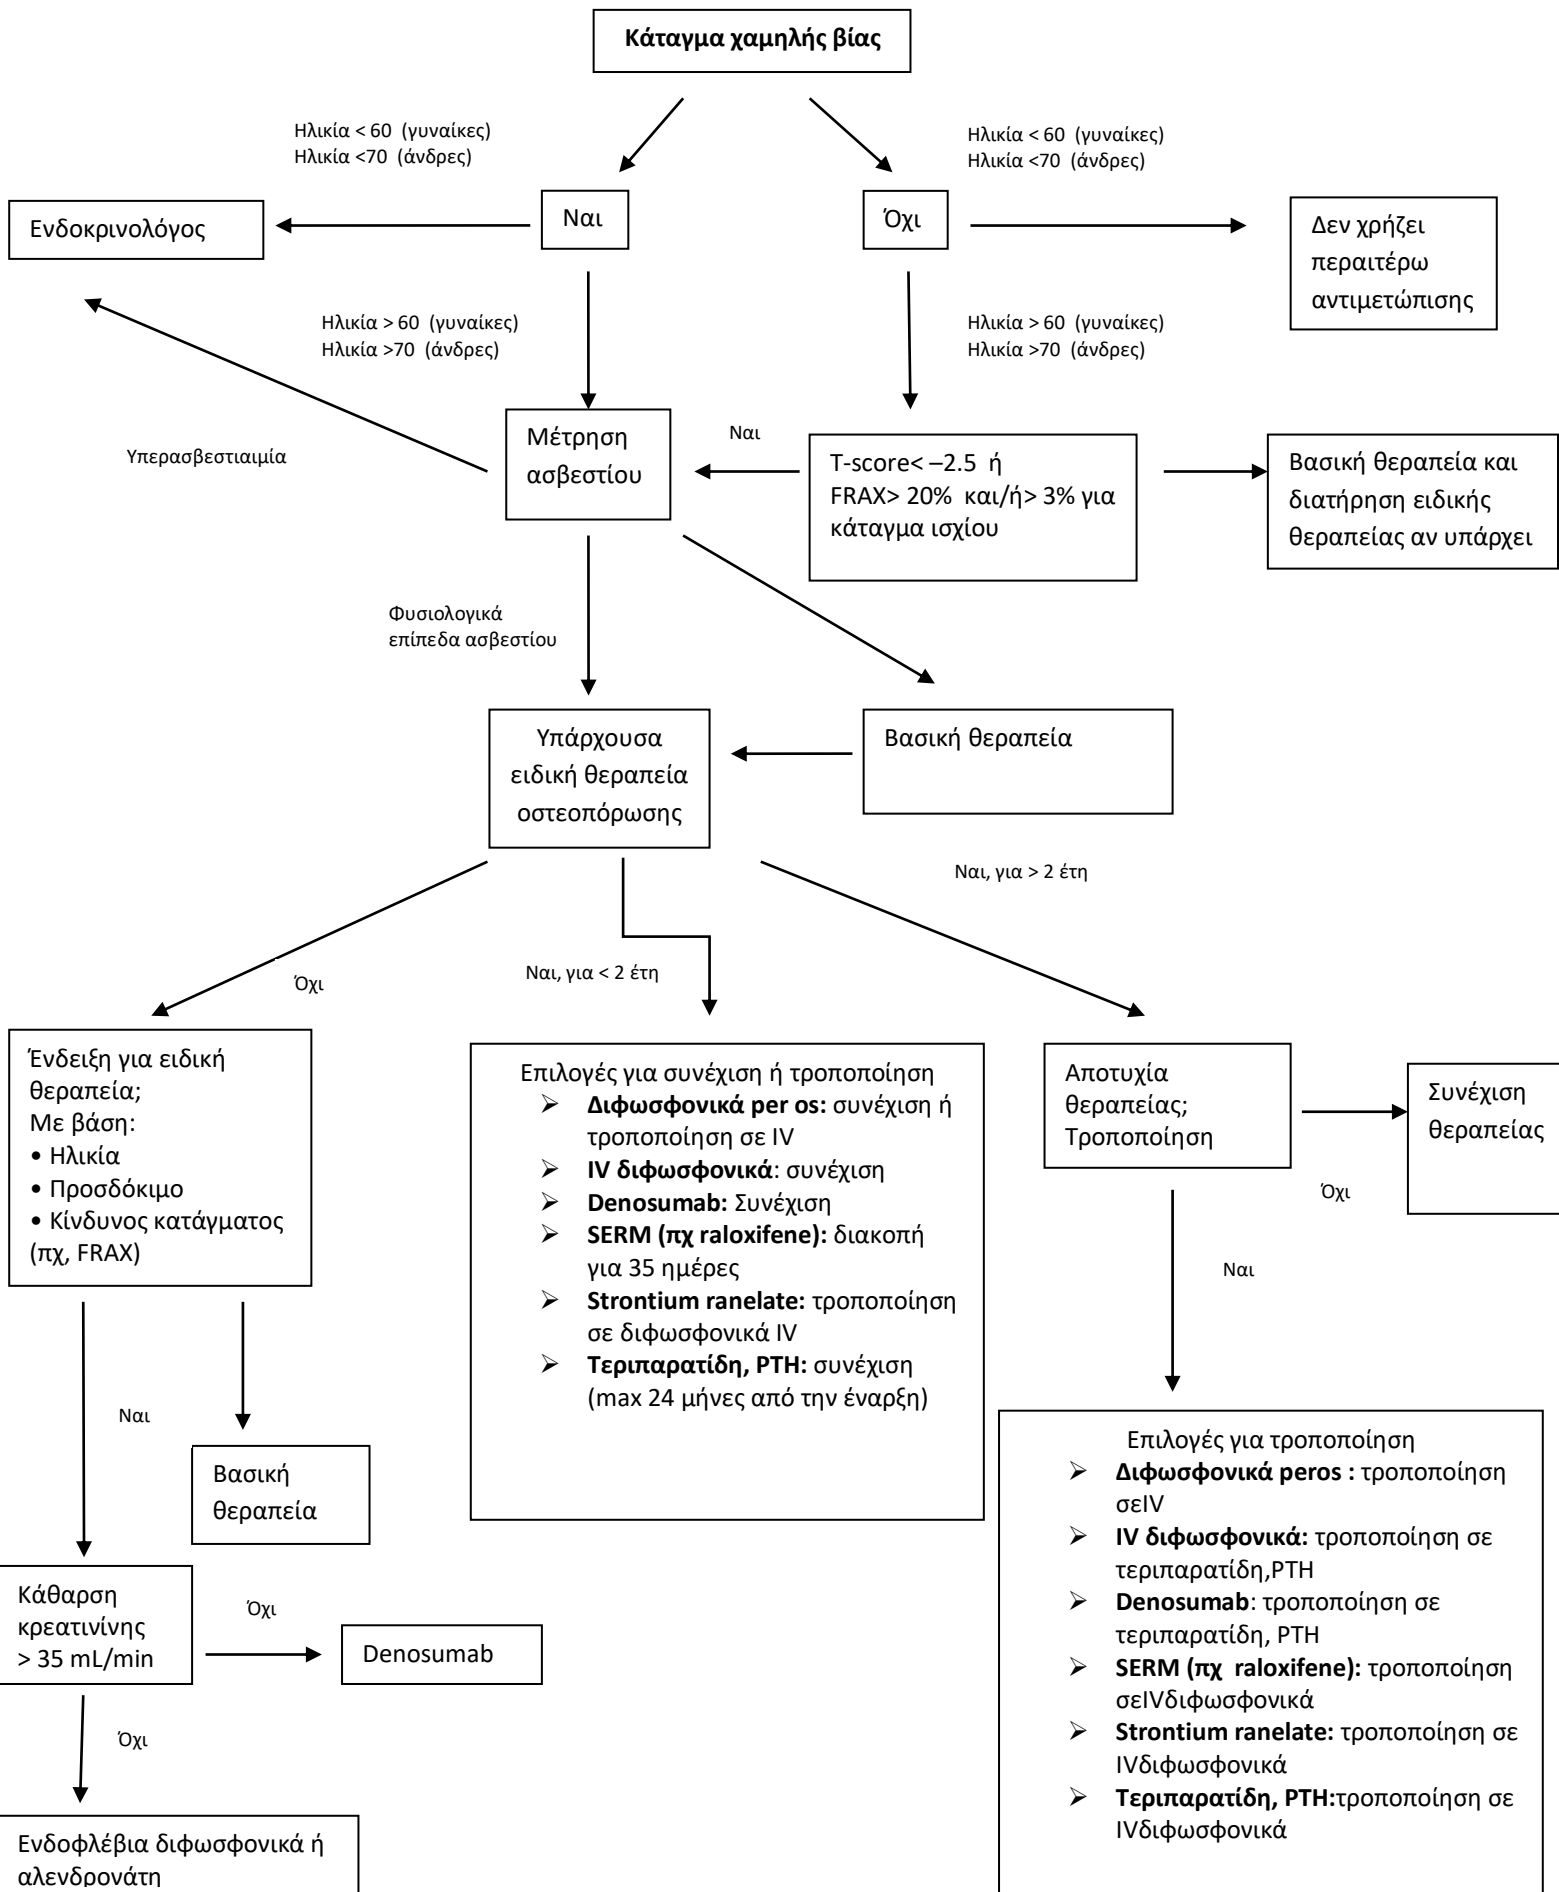 Κάταγμα χαμηλής βίας
Ηλικία < 60 (γυναίκες)
Ηλικία <70 (άνδρες)
Ηλικία < 60 (γυναίκες)
Ηλικία <70 (άνδρες)
Ενδοκρινολόγος
Ναι
Όχι
Δεν χρήζει
περαιτέρω
αντιμετώπισης
Ηλικία > 60 (γυναίκες)
Ηλικία >70 (άνδρες)
Ηλικία > 60 (γυναίκες)
Ηλικία >70 (άνδρες)
Υπερασβεστιαιμία
Μέτρηση
ασβεστίου
Ναι
T-score< –2.5 ή
FRAX> 20% και/ή> 3% για
κάταγμα ισχίου
Βασική θεραπεία και
διατήρηση ειδικής
θεραπείας αν υπάρχει
Φυσιολογικά
επίπεδα ασβεστίου
Υπάρχουσα
ειδική θεραπεία
οστεοπόρωσης
Βασική θεραπεία
Όχι
Ναι, για < 2 έτη
Ναι, για > 2 έτη
Ένδειξη για ειδική
θεραπεία;
Με βάση:
• Ηλικία
• Προσδόκιμο
• Κίνδυνος κατάγματος
(πχ, FRAX)
Επιλογές για συνέχιση ή τροποποίηση
➢ Διφωσφονικά per os: συνέχιση ή
τροποποίηση σε IV
➢ IV διφωσφονικά: συνέχιση
➢ Denosumab: Συνέχιση
➢ SERM (πχ raloxifene): διακοπή
για 35 ημέρες
➢ Strontium ranelate: τροποποίηση
σε διφωσφονικά IV
➢ Τεριπαρατίδη, PTH: συνέχιση
(max 24 μήνες από την έναρξη)
Αποτυχία
θεραπείας;
Τροποποίηση
Όχι
Συνέχιση
θεραπείας
Ναι
Ναι
Βασική
θεραπεία
Κάθαρση
κρεατινίνης
> 35 mL/min
Όχι
Denosumab
Όχι
Ενδοφλέβια διφωσφονικά ή
αλενδρονάτη
Επιλογές για τροποποίηση
➢ Διφωσφονικά peros : τροποποίηση
σεIV
➢ IV διφωσφονικά: τροποποίηση σε
τεριπαρατίδη,PTH
➢ Denosumab: τροποποίηση σε
τεριπαρατίδη, PTH
➢ SERM (πχ raloxifene): τροποποίηση
σεIVδιφωσφονικά
➢ Strontium ranelate: τροποποίηση σε
IVδιφωσφονικά
➢ Τεριπαρατίδη, PTH:τροποποίηση σε
IVδιφωσφονικά